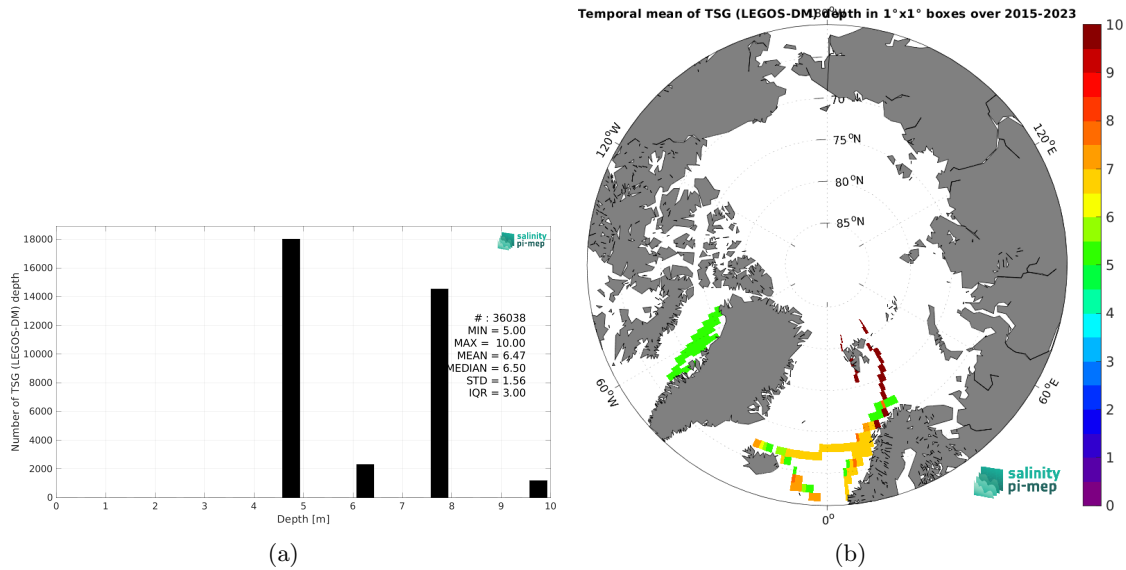 Temporal mean of TSG (LEGOS-DM) depth in 1°x1° boxes over 2015-2023
180°W
10
9
8
7
6
5
4
3
2
1
0
120°W
120°E
60°W
60°E
0°
70°N
75°N
80°N
85°N
salinity
pi-mep
18000
16000
14000
12000
10000
8000
6000
4000
2000
0
Number of TSG (LEGOS-DM) depth
# : 36038
MIN = 5.00
MAX = 10.00
MEAN = 6.47
MEDIAN = 6.50
STD = 1.56
IQR = 3.00
0 1 2 3 4 5 6 7 8 9 10
Depth [m]
salinity
pi-mep
(a)
(b)